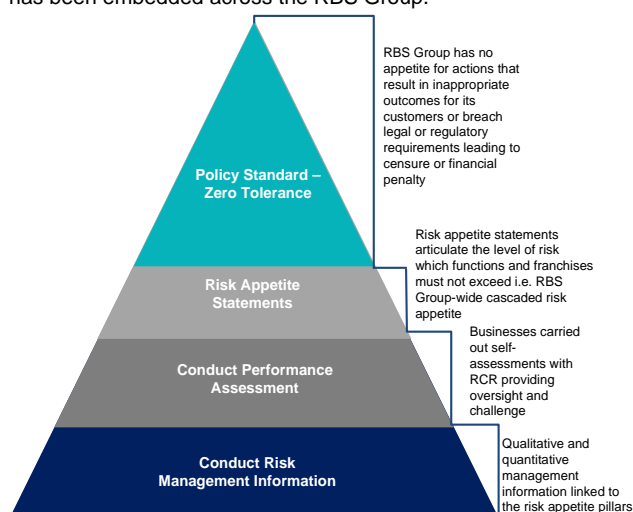 has been embedded across the RBS Group.
RBS Group has no
appetite for actions that
result in inappropriate
outcomes for its
customers or breach
legal or regulatory
requirements leading to
censure or financial
penalty
Policy Standard –
Zero Tolerance
Risk appetite statements
articulate the level of risk
which functions and franchises
must not exceed i.e. RBS
Group-wide cascaded risk
appetite
Risk Appetite
Statements
Businesses carried
out self-
assessments with
RCR providing
oversight and
challenge
Conduct Performance
Assessment
Qualitative and
quantitative
management
information linked to
the risk appetite pillars
Conduct Risk
Management Information